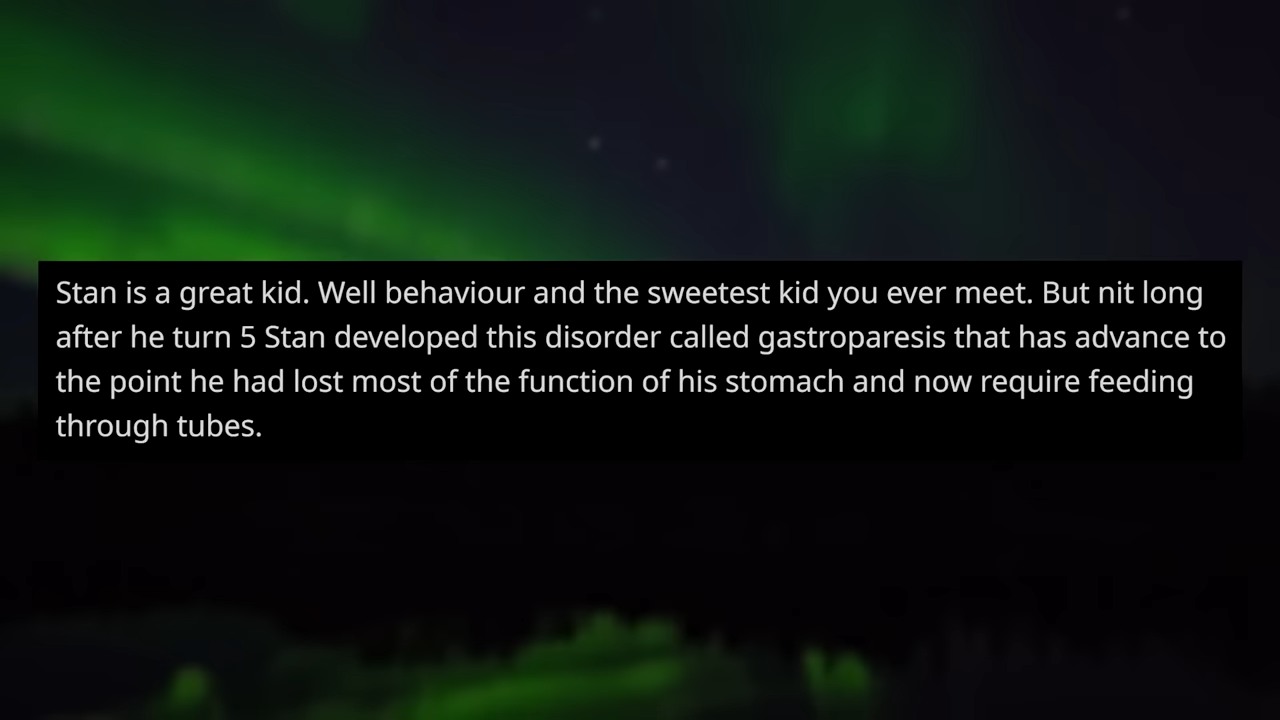 Stan is a great kid. Well behaviour and the sweetest kid you ever meet. But nit long
after he turn 5 Stan developed this disorder called gastroparesis that has advance to
the point he had lost most of the function of his stomach and now require feeding
through tubes.